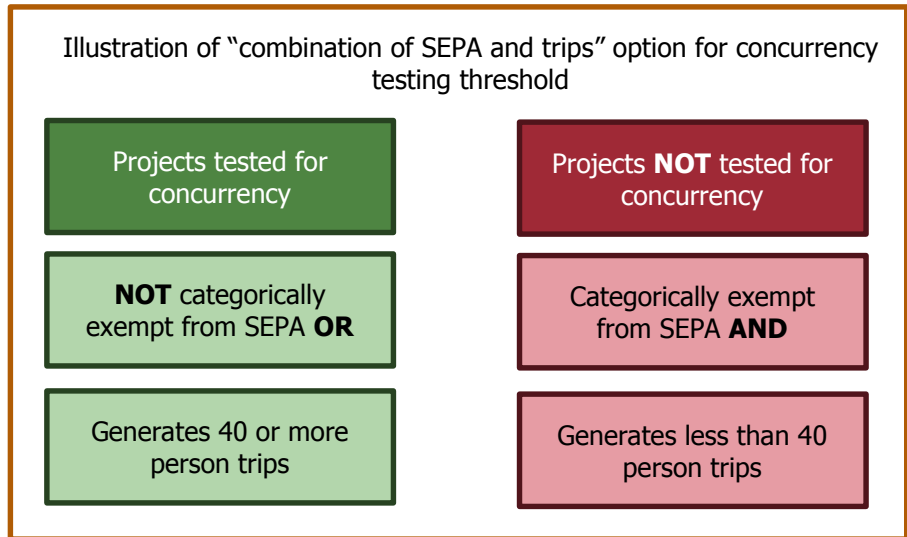 Illustration of “combination of SEPA and trips” option for concurrency
testing threshold
Projects tested for
concurrency
NOT categorically
exempt from SEPA OR
Generates 40 or more
person trips
Projects NOT tested for
concurrency
Categorically exempt
from SEPA AND
Generates less than 40
person trips